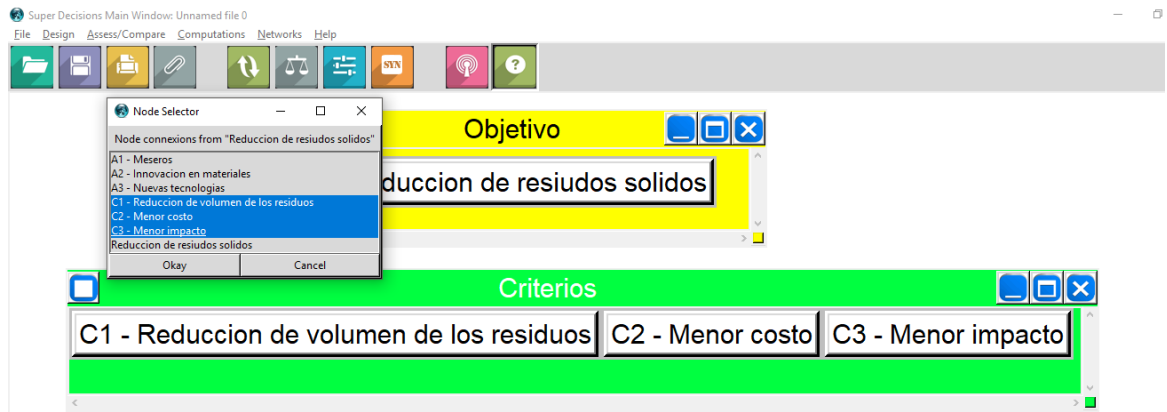 Super Decisions Main Window: Unnamed file 0
File Design Assess/Compare Computations Networks Help
SYN
?
Node Selector
Node connexions from "Reduccion de resiudos solidos"
A1 - Meseros
A2 - Innovacion en materiales
A3 - Nuevas tecnologias
C1 - Reduccion de volumen de los residuos
C2 - Menor costo
C3 - Menor impacto
Reduccion de resiudos solidos
Okay Cancel
Objetivo
duccion de resiudos solidos
Criterios
C1 - Reduccion de volumen de los residuos C2 - Menor costo C3 - Menor impacto